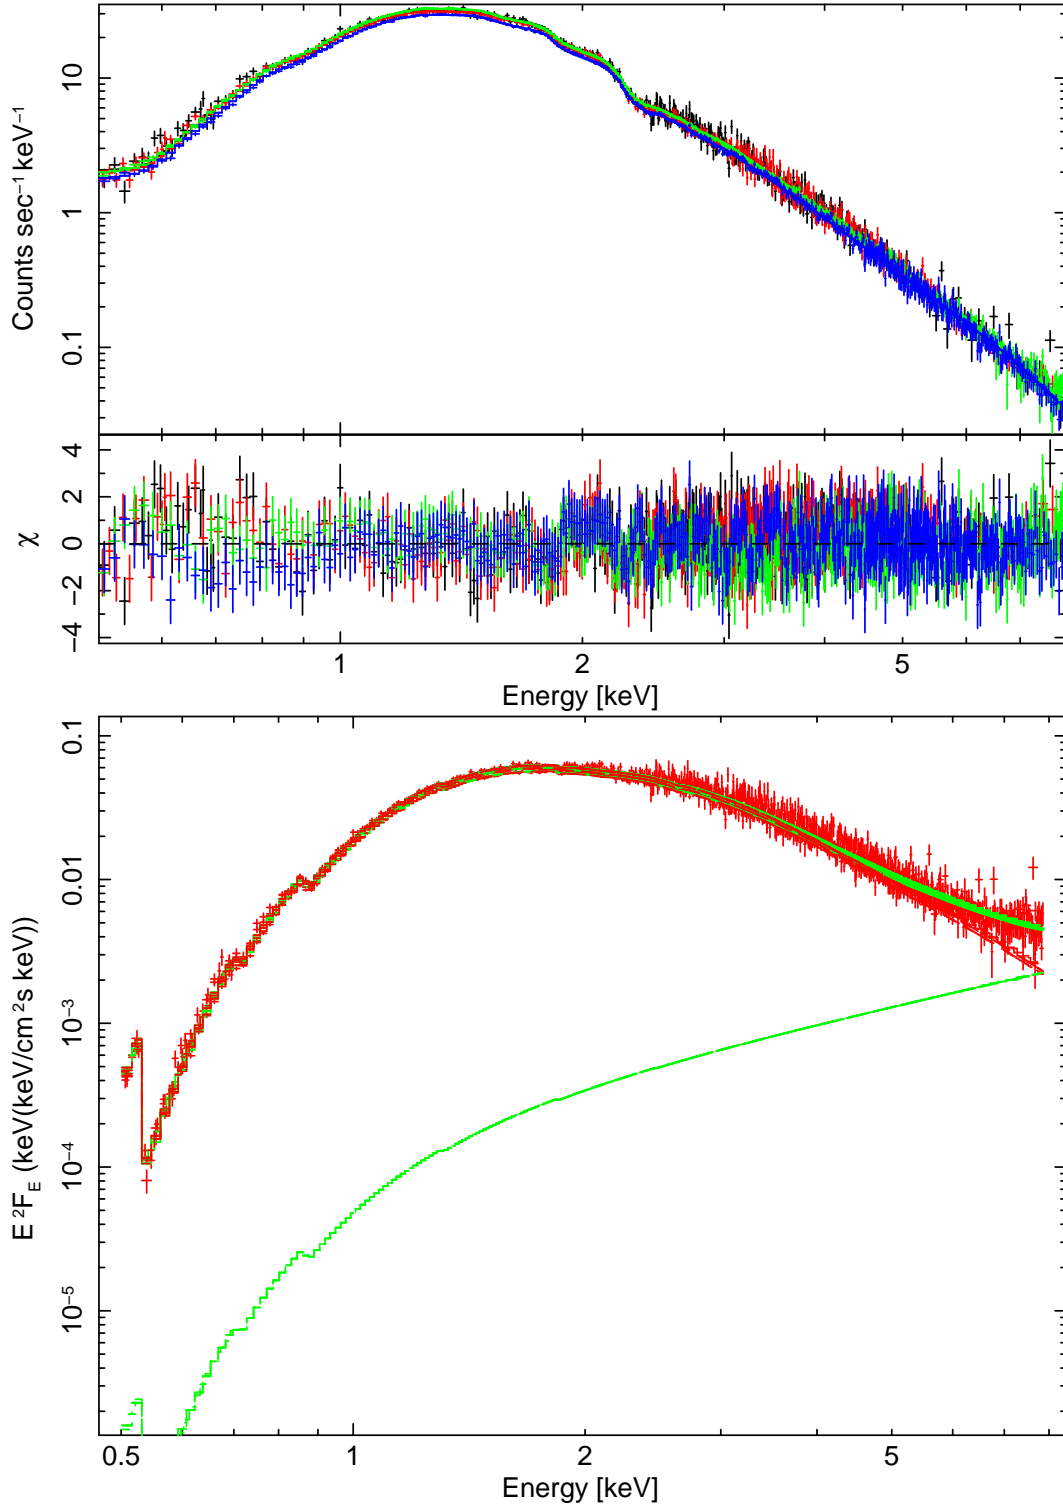 Counts sec⁻¹ keV⁻¹
10
1
0.1
χ
4
2
0
−2
−4
1 2 5
Energy [keV]
E ²F_E (keV(keV/cm²s keV))
0.1
0.01
10⁻³
10⁻⁴
10⁻⁵
0.5 1 2 5
Energy [keV]